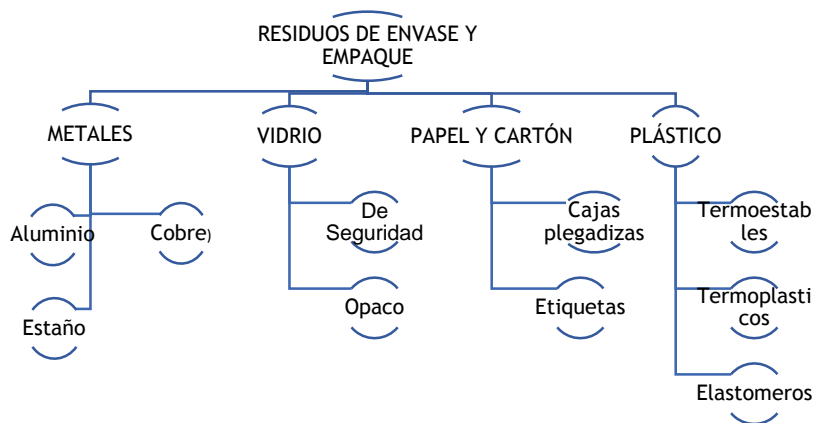 RESIDUOS DE ENVASE Y
EMPAQUE
METALES
VIDRIO
PAPEL Y CARTÓN
PLÁSTICO
Aluminio
Cobre)
Estaño
De
Seguridad
Opaco
Cajas
plegadizas
Etiquetas
Termoestab
les
Termoplasti
cos
Elastomeros